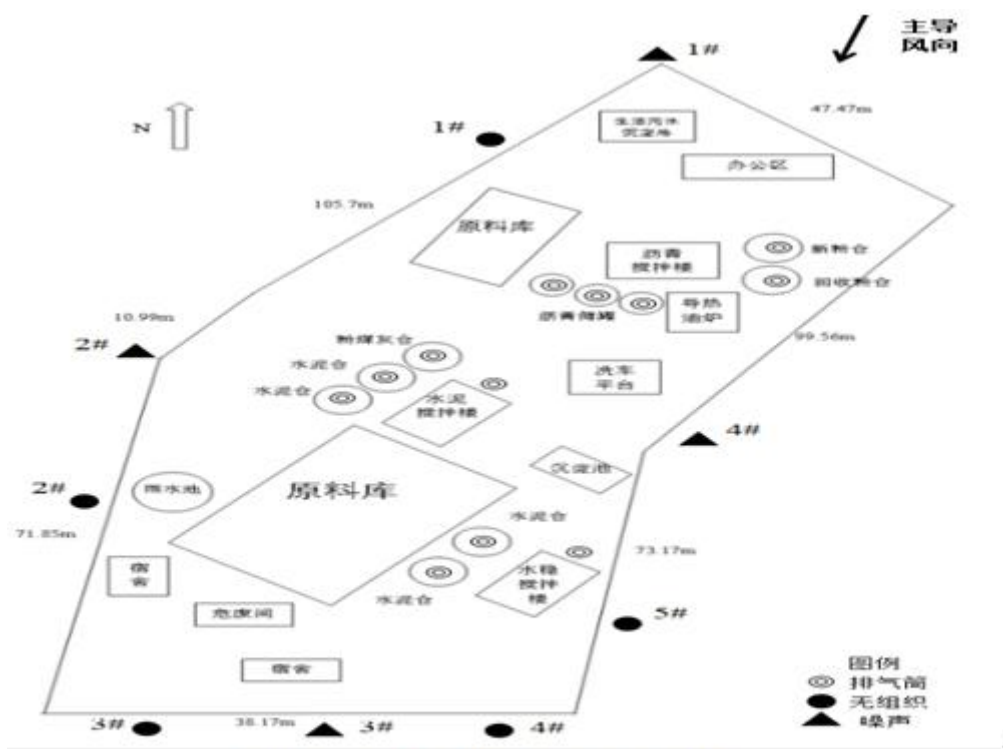 主导
风向
1#
47.47m
N
1#
生活污水
沉淀池
办公区
105.7m
原料库
沥青
搅拌楼
新粉仓
回收粉仓
沥青储罐
导热
油炉
10.99m
2#
99.56m
粉煤灰仓
水泥仓
水泥仓
水泥
搅拌楼
洗车
平台
4#
沉淀池
2#
雨水池
原料库
71.85m
水泥仓
73.17m
宿
舍
水稳
搅拌
楼
水泥仓
危废间
5#
宿舍
图例
排气筒
无组织
噪声
3#
38.17m
3#
4#